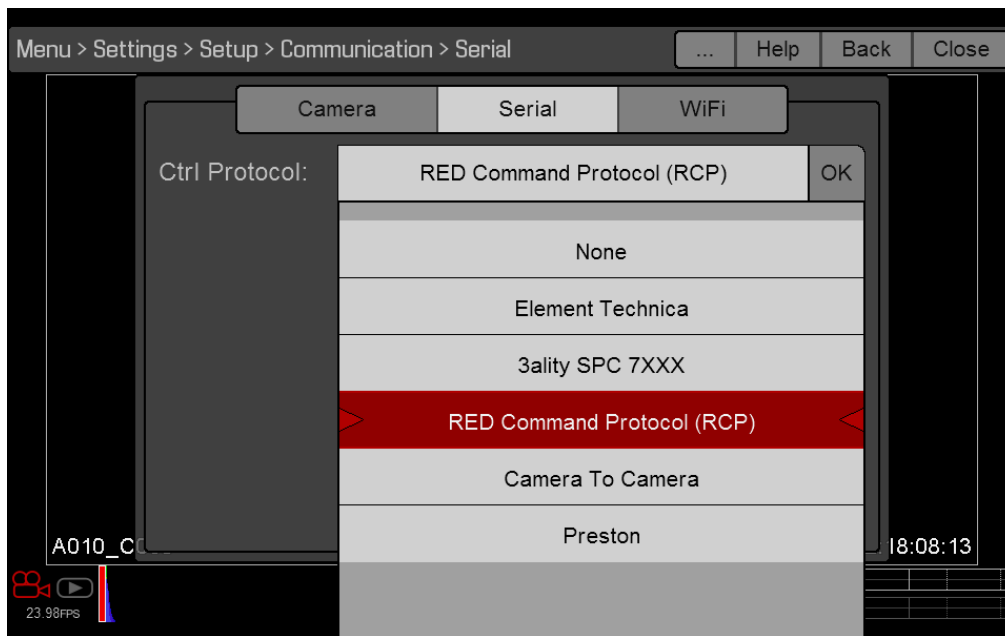 Menu > Settings > Setup > Communication > Serial
... Help Back Close
Camera Serial WiFi
Ctrl Protocol: RED Command Protocol (RCP) OK
None
Element Technica
3ality SPC 7XXX
RED Command Protocol (RCP)
Camera To Camera
Preston
18:08:13
23.98FPS